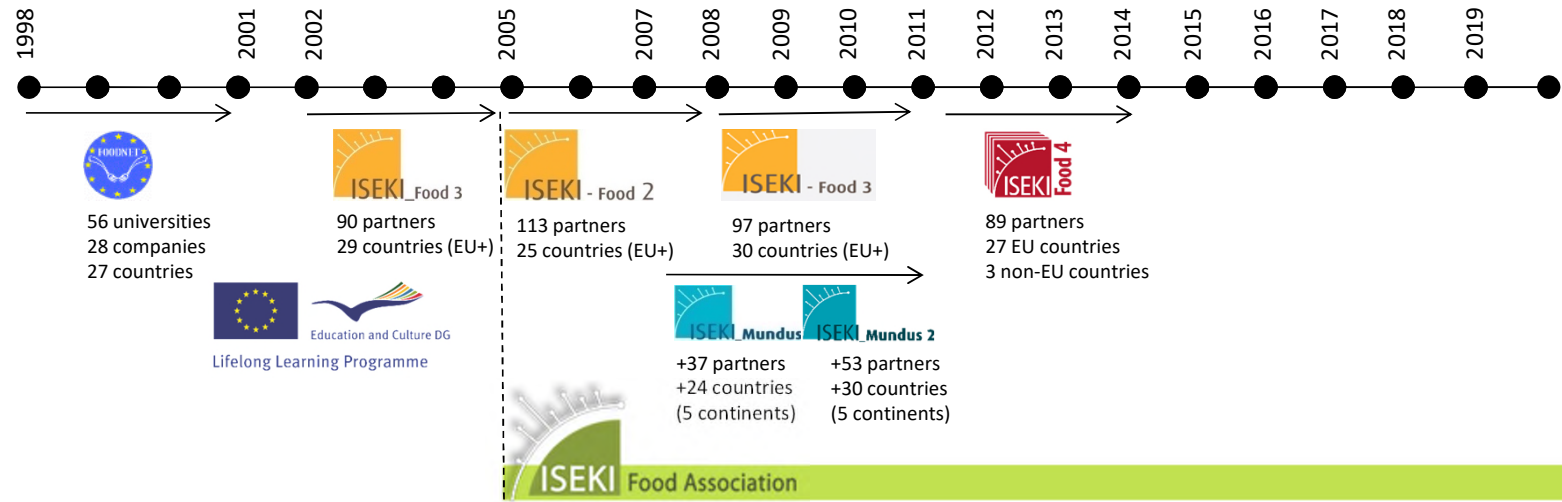 1998
2001
2002
2005
2007
2008
2009
2010
2011
2012
2013
2014
2015
2016
2017
2018
2019
FOODNET
56 universities
28 companies
27 countries
ISEKI_Food 3
90 partners
29 countries (EU+)
ISEKI - Food 2
113 partners
25 countries (EU+)
ISEKI - Food 3
97 partners
30 countries (EU+)
ISEKI Food 4
89 partners
27 EU countries
3 non-EU countries
Education and Culture DG
Lifelong Learning Programme
ISEKI_Mundus
+37 partners
+24 countries
(5 continents)
ISEKI_Mundus 2
+53 partners
+30 countries
(5 continents)
ISEKI Food Association